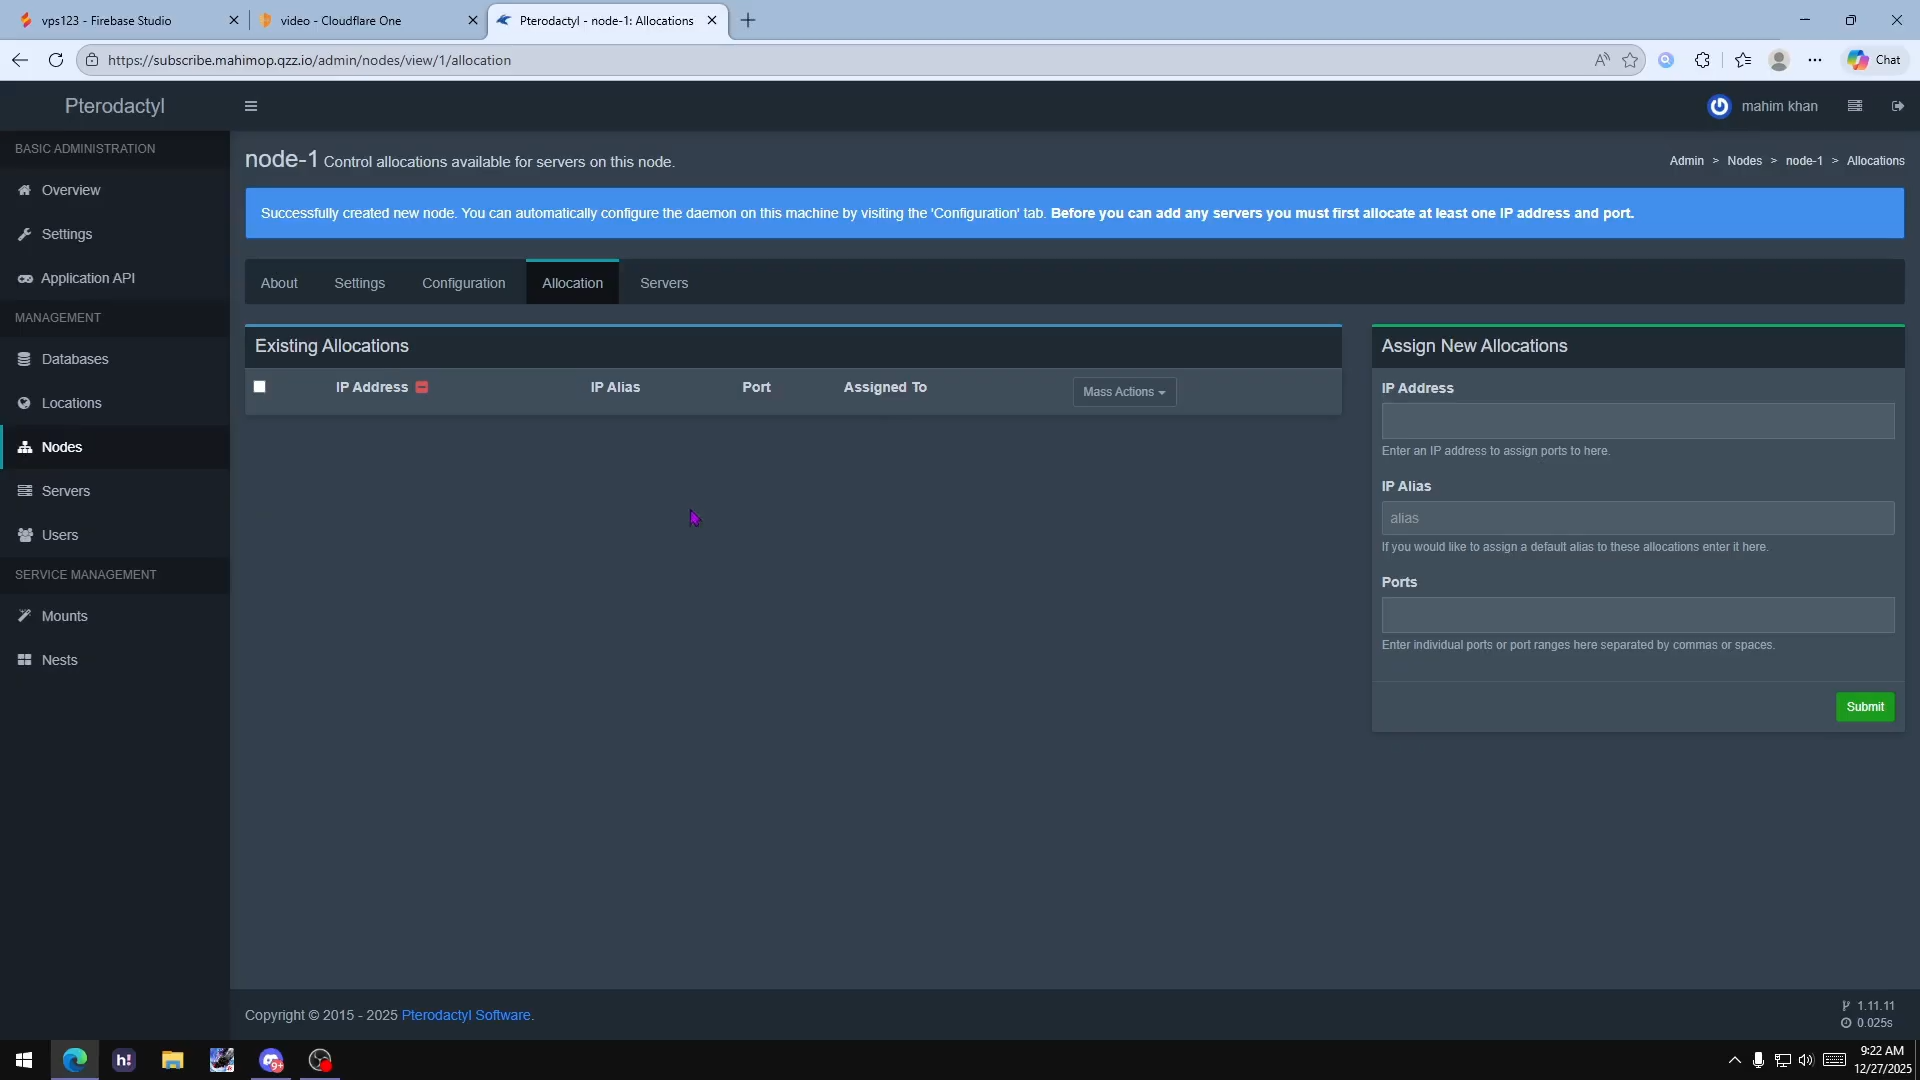 vps123 - Firebase Studio
video - Cloudflare One
Pterodactyl - node-1: Allocations
https://subscribe.mahimop.qzz.io/admin/nodes/view/1/allocation
Chat
Pterodactyl
mahim khan
BASIC ADMINISTRATION
Overview
Settings
Application API
MANAGEMENT
Databases
Locations
Nodes
Servers
Users
SERVICE MANAGEMENT
Mounts
Nests
node-1 Control allocations available for servers on this node.
Admin > Nodes > node-1 > Allocations
Successfully created new node. You can automatically configure the daemon on this machine by visiting the 'Configuration' tab. Before you can add any servers you must first allocate at least one IP address and port.
About Settings Configuration Allocation Servers
Existing Allocations
IP Address IP Alias Port Assigned To Mass Actions
Assign New Allocations
IP Address
Enter an IP address to assign ports to here.
IP Alias
alias
If you would like to assign a default alias to these allocations enter it here.
Ports
Enter individual ports or port ranges here separated by commas or spaces.
Submit
Copyright © 2015 - 2025 Pterodactyl Software.
1.11.11
0.025s
h!
9+
9:22 AM
12/27/2025